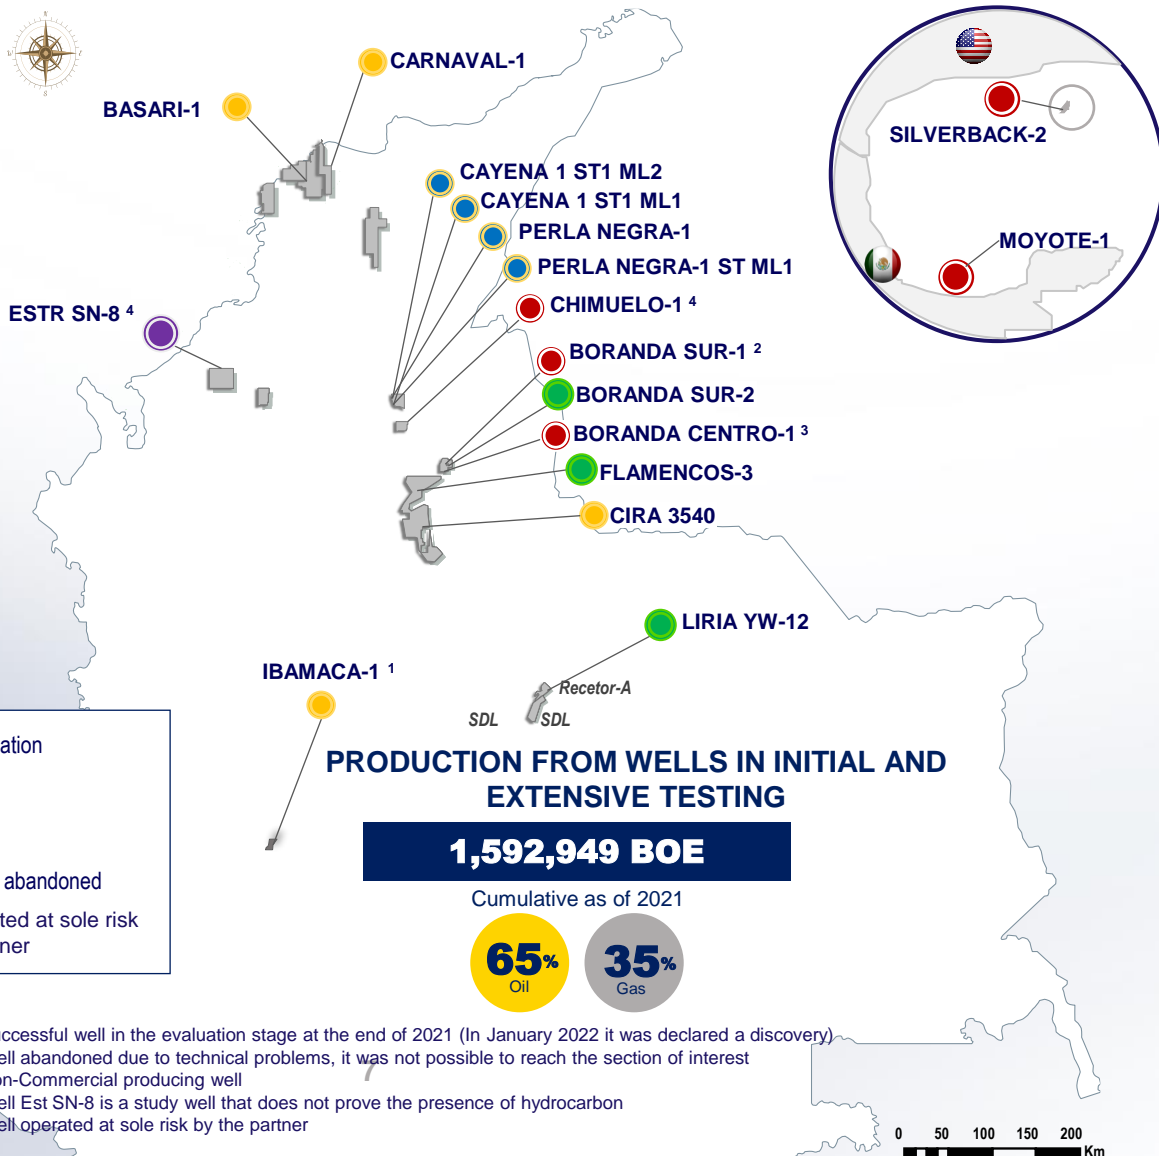 CARNAVAL-1
BASARI-1
SILVERBACK-2
CAYENA 1 ST1 ML2
CAYENA 1 ST1 ML1
PERLA NEGRA-1
MOYOTE-1
PERLA NEGRA-1 ST ML1
CHIMUELO-1 4
ESTR SN-8 4
BORANDA SUR-1 2
BORANDA SUR-2
BORANDA CENTRO-1 3
FLAMENCOS-3
CIRA 3540
LIRIA YW-12
IBAMACA-1 1
Recetor-A
SDL SDL
ation
abandoned
ted at sole risk
ner
PRODUCTION FROM WELLS IN INITIAL AND
EXTENSIVE TESTING
1,592,949 BOE
Cumulative as of 2021
65% 35%
Oil Gas
uccessful well in the evaluation stage at the end of 2021 (In January 2022 it was declared a discovery)
ell abandoned due to technical problems, it was not possible to reach the section of interest
on-Commercial producing well
7
ell Est SN-8 is a study well that does not prove the presence of hydrocarbon
ell operated at sole risk by the partner
0 50 100 150 200
Km